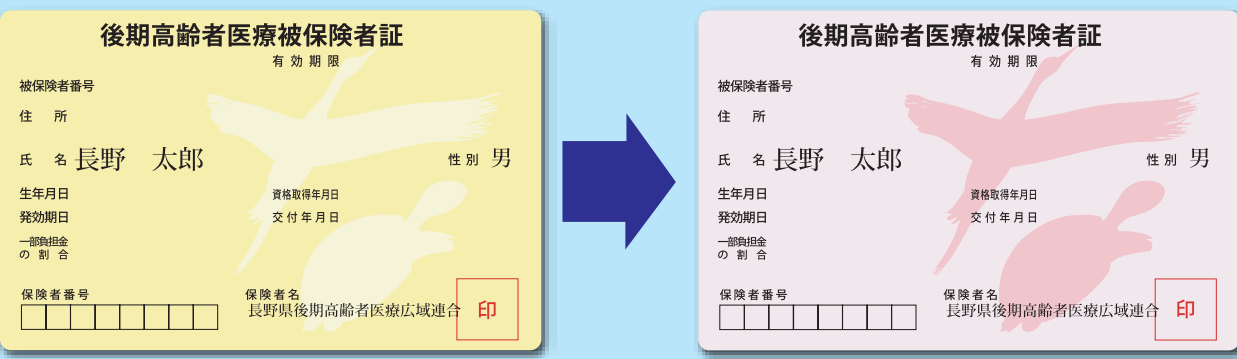 後期高齢者医療被保険者証
有効期限
被保険者番号
住所
氏名 長野 太郎 性別 男
生年月日 資格取得年月日
発効期日 交付年月日
一部負担金
の割合
保険者番号 保険者名
長野県後期高齢者医療広域連合 印
後期高齢者医療被保険者証
有効期限
被保険者番号
住所
氏名 長野 太郎 性別 男
生年月日 資格取得年月日
発効期日 交付年月日
一部負担金
の割合
保険者番号 保険者名
長野県後期高齢者医療広域連合 印